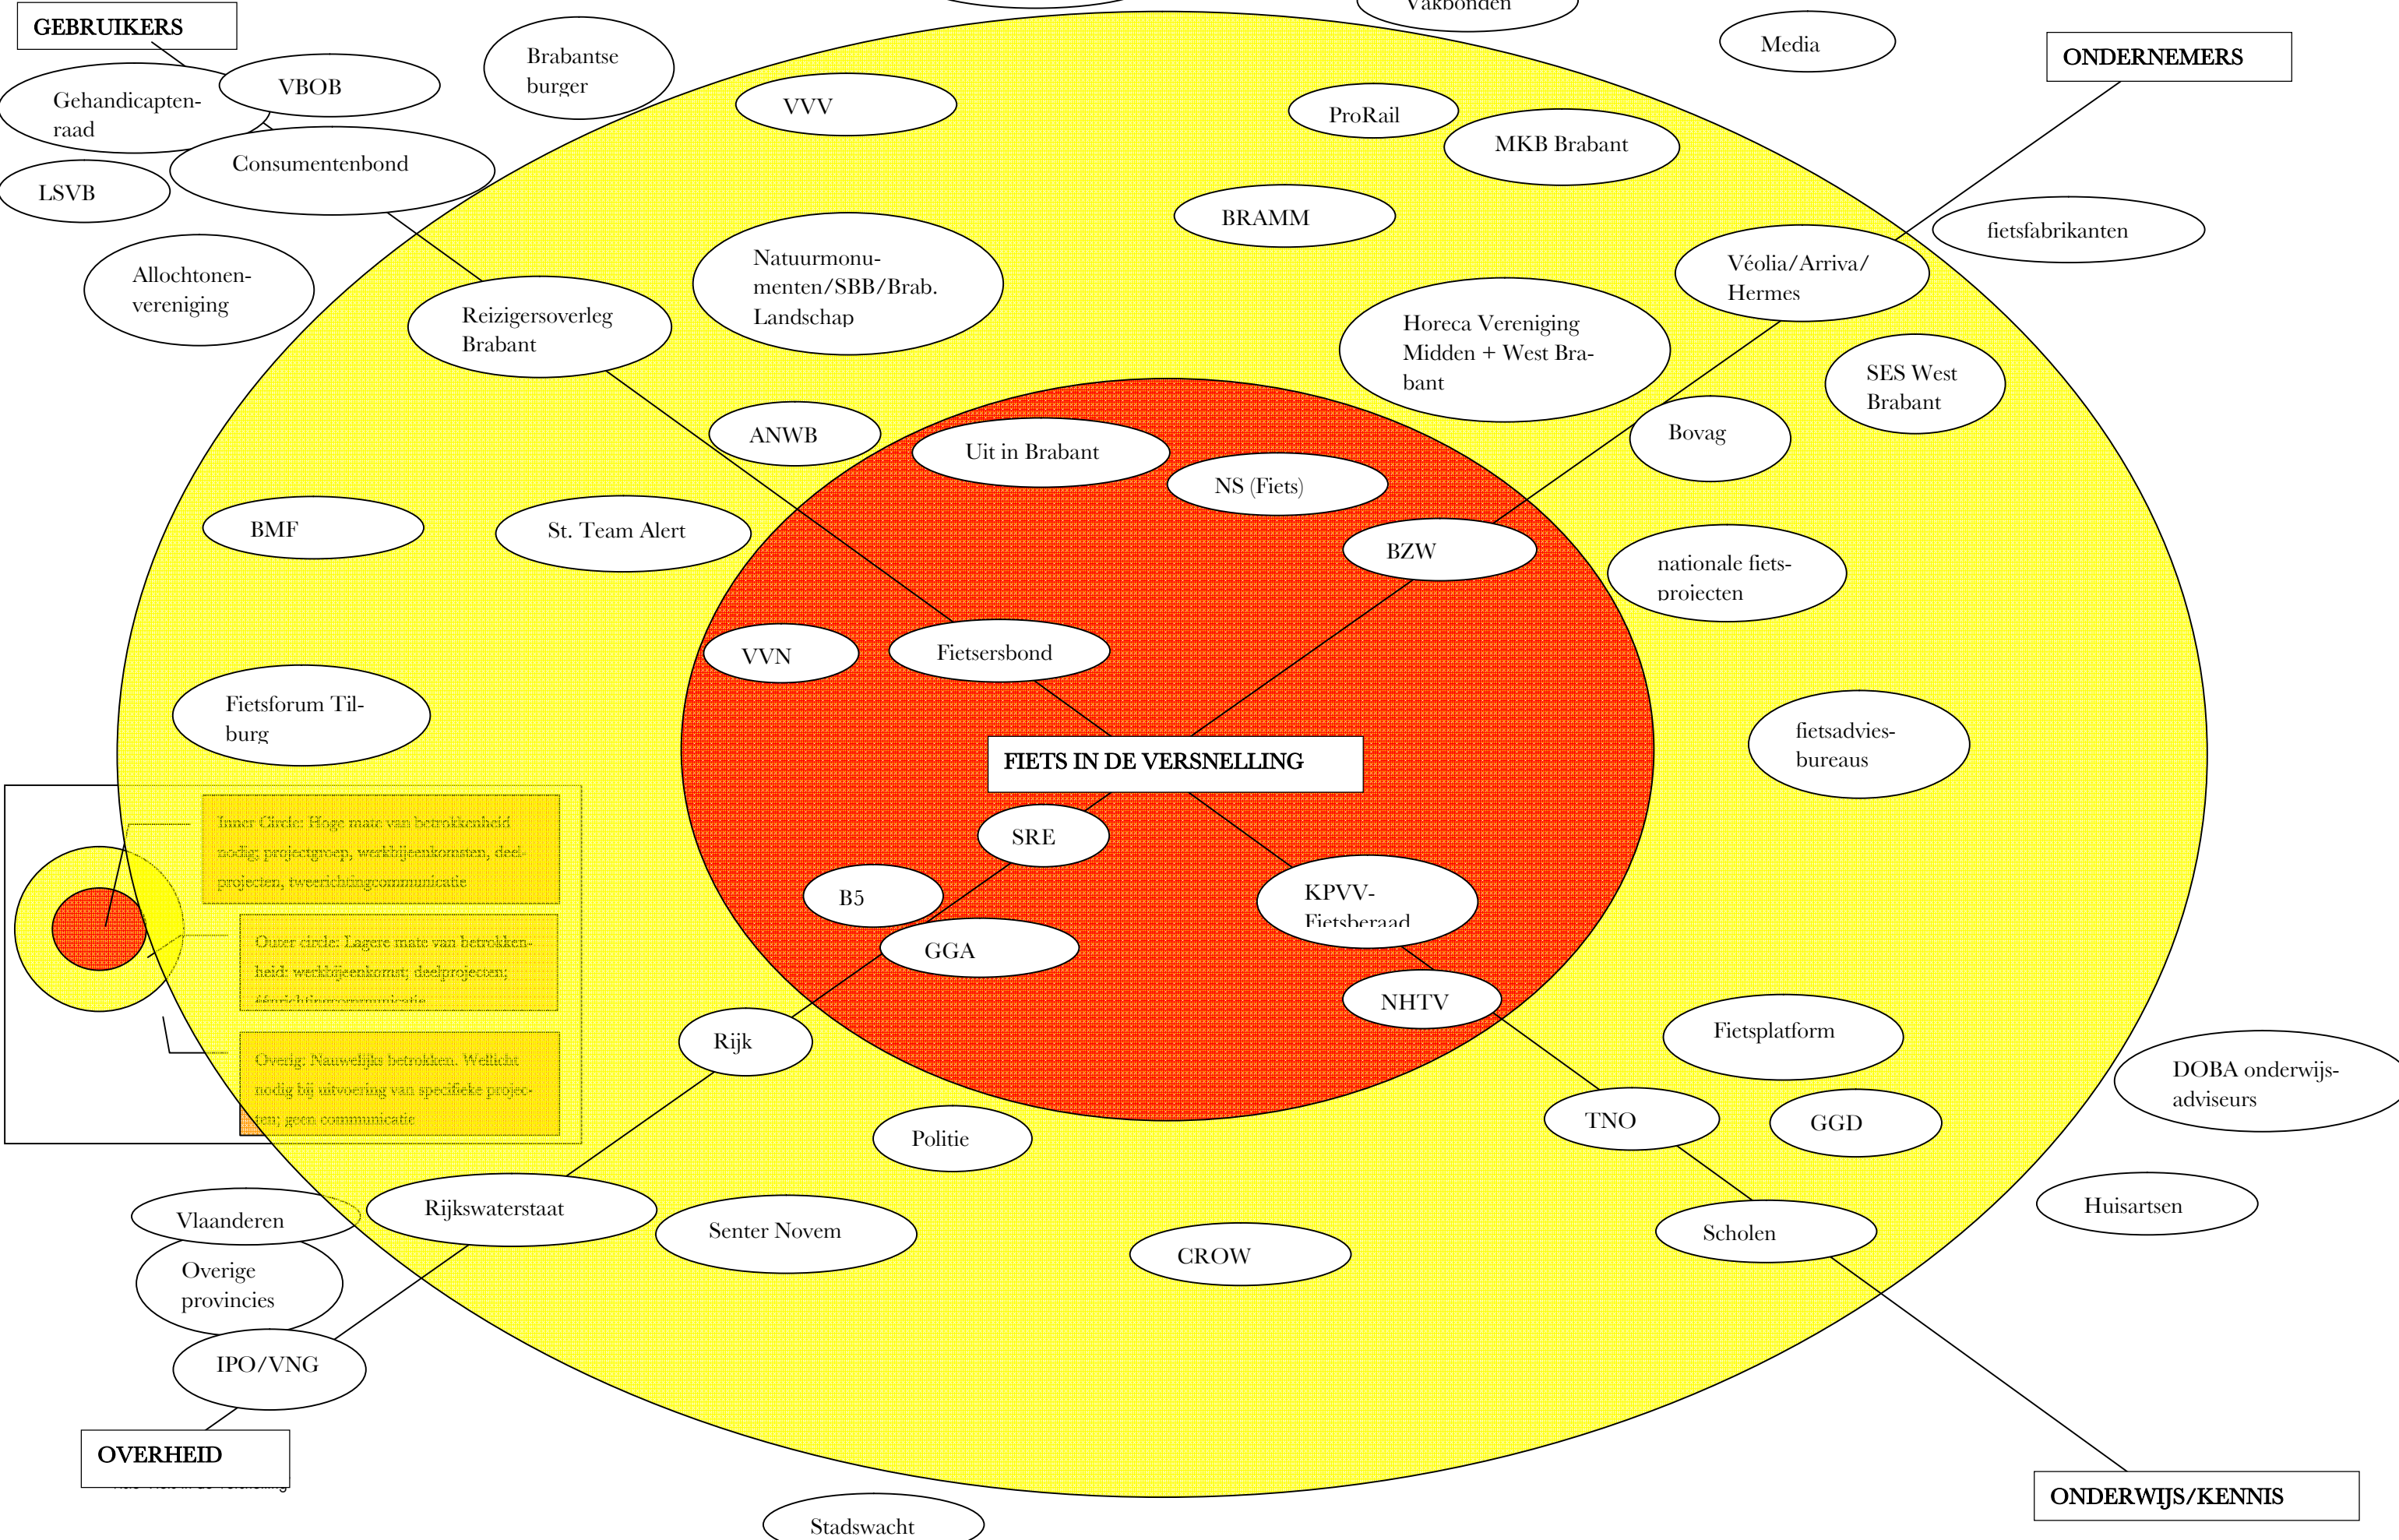 Vakbonden
GEBRUIKERS
Brabantse
burger
Media
ONDERNEMERS
VBOB
Gehandicapten-
raad
VVV
ProRail
MKB Brabant
Consumentenbond
LSVB
BRAMM
fietsfabrikanten
Allochtonen-
vereniging
Natuurmonu-
menten/SBB/Brab.
Landschap
Véolia/Arriva/
Hermes
Reizigersoverleg
Brabant
Horeca Vereniging
Midden + West Bra-
bant
SES West
Brabant
ANWB
Uit in Brabant
Bovag
NS (Fiets)
BMF
St. Team Alert
BZW
nationale fiets-
projecten
VVN
Fietsersbond
Fietsforum Til-
burg
fietsadvies-
bureaus
FIETS IN DE VERSNELLING
Inner Circle: Hoge mate van betrokkenheid
nodig; projectgroep, werkbijeenkomsten, deel-
projecten, tweerichtingcommunicatie
SRE
B5
KPVV-
Fietsberaad
GGA
Outer circle: Lagere mate van betrokken-
heid: werkbijeenkomst; deelprojecten;
NHTV
Rijk
Fietsplatform
Overig: Nauwelijks betrokken. Wellicht
nodig bij uitvoering van specifieke projec-
ten; geen communicatie
DOBA onderwijs-
adviseurs
TNO
GGD
Politie
Vlaanderen
Rijkswaterstaat
Senter Novem
CROW
Scholen
Huisartsen
Overige
provincies
IPO/VNG
OVERHEID
ONDERWIJS/KENNIS
Stadswacht